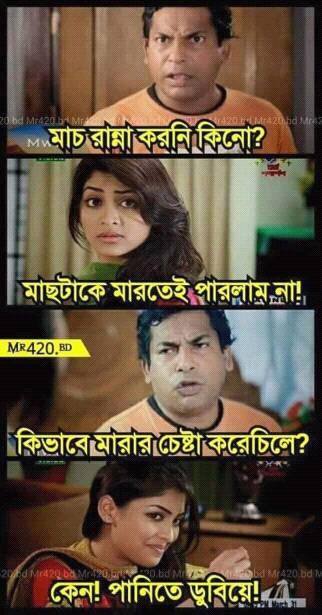 মাচ রান্না করনি কিনো?
মাছটাকে মারতেই পারলাম না!
MR420.BD
কিভাবে মারার চেষ্টা করেচিলে?
কেন! পানিতে ডুবিয়ে!